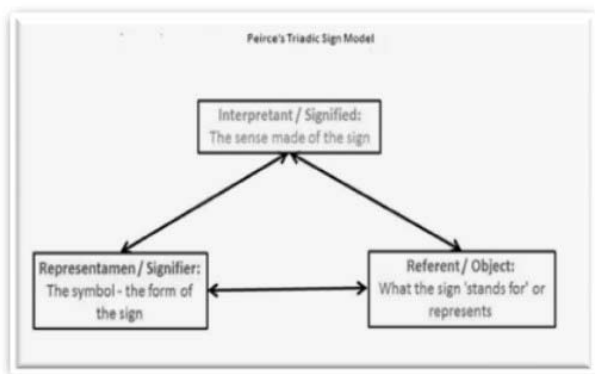 Peirce's Triadic Sign Model
Interpretant / Signified:
The sense made of the sign
Representamen / Signifier:
The symbol - the form of
the sign
Referent / Object:
What the sign 'stands for' or
represents